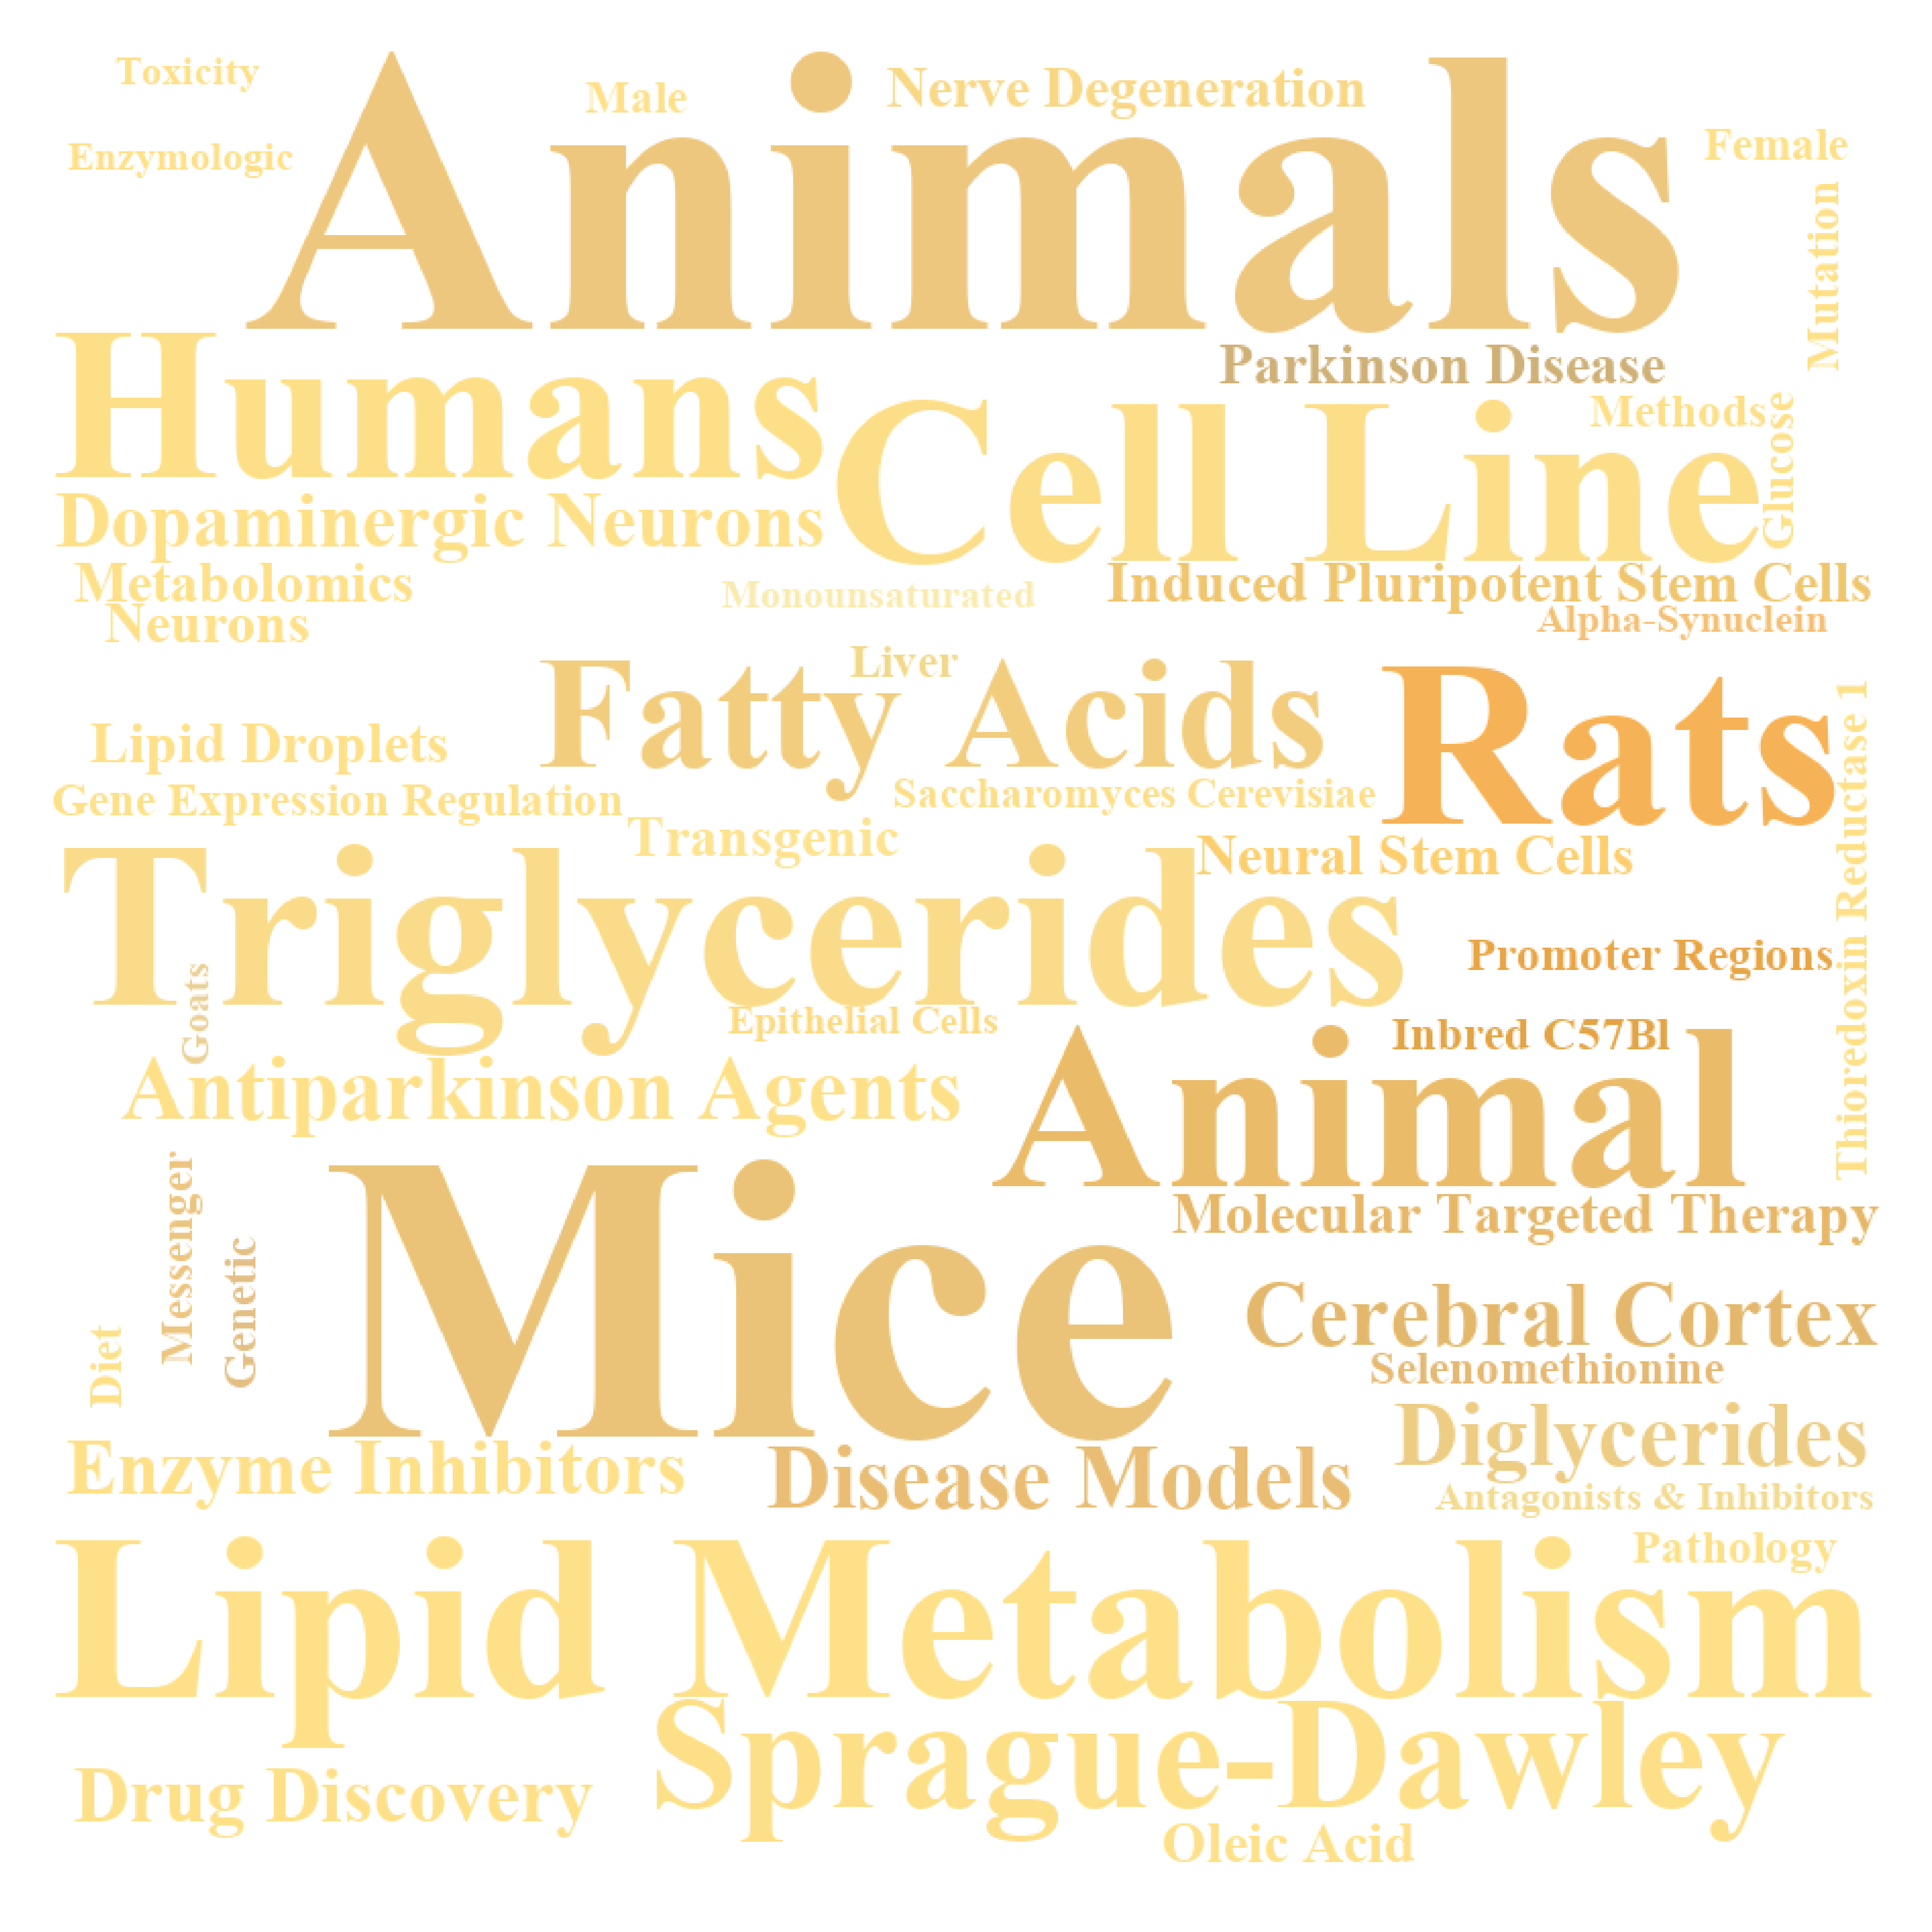 Toxicity
Male
Nerve Degeneration
Animals
Enzymologic
Female
Mutation
Humans
Parkinson Disease
Cell Line
Methods
Glucose
Dopaminergic Neurons
Metabolomics
Monounsaturated
Induced Pluripotent Stem Cells
Neurons
Alpha-Synuclein
Liver
Fatty Acids
Rats
Thioredoxin Reductase 1
Lipid Droplets
Gene Expression Regulation
Saccharomyces Cerevisiae
Transgenic
Neural Stem Cells
Triglycerides
Promoter Regions
Goats
Epithelial Cells
Inbred C57Bl
Antiparkinson Agents
Animal
Messenger
Genetic
Mice
Molecular Targeted Therapy
Cerebral Cortex
Diet
Selenomethionine
Diglycerides
Enzyme Inhibitors
Disease Models
Antagonists & Inhibitors
Pathology
Lipid Metabolism
Sprague-Dawley
Drug Discovery
Oleic Acid